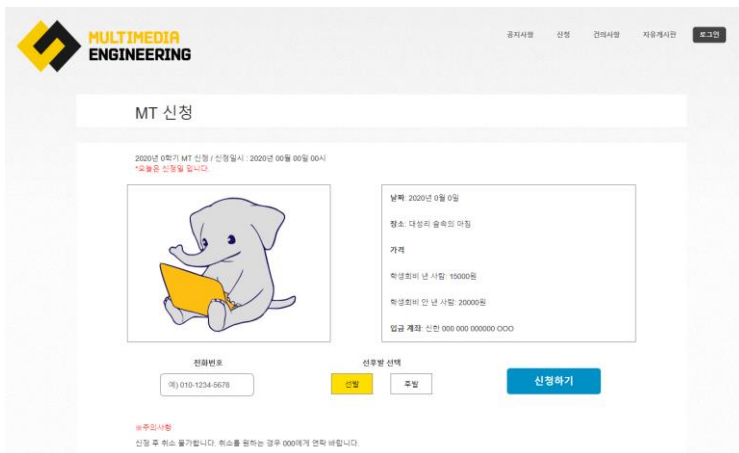 MULTIMEDIA
ENGINEERING
공지사항 신청 건의사항 자유게시판 로그인
MT 신청
2020년 0학기 MT 신청 / 신청일시 : 2020년 00월 00일 00시
*오늘은 신청일 입니다.
날짜: 2020년 0월 0일
장소: 대성리 숲속의 아침
가격
학생회비 낸 사람: 15000원
학생회비 안 낸 사람: 20000원
입금 계좌: 신한 000 000 000000 OOO
전화번호
선후발 선택
예) 010-1234-5678
선발 후발
신청하기
※주의사항
신청 후 취소 불가합니다. 취소를 원하는 경우 000에게 연락 바랍니다.